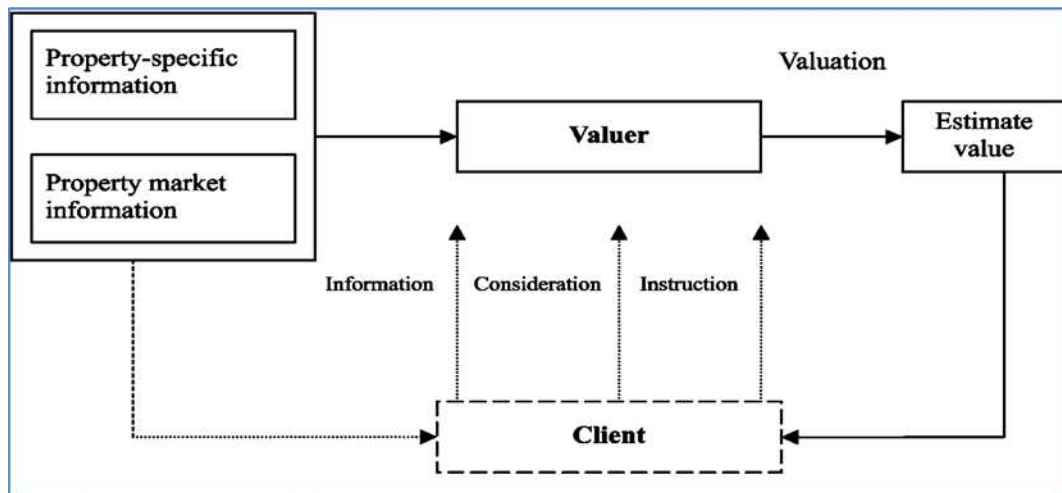 Property-specific
information
Property market
information
Valuation
Valuer
Estimate
value
Information
Consideration
Instruction
Client